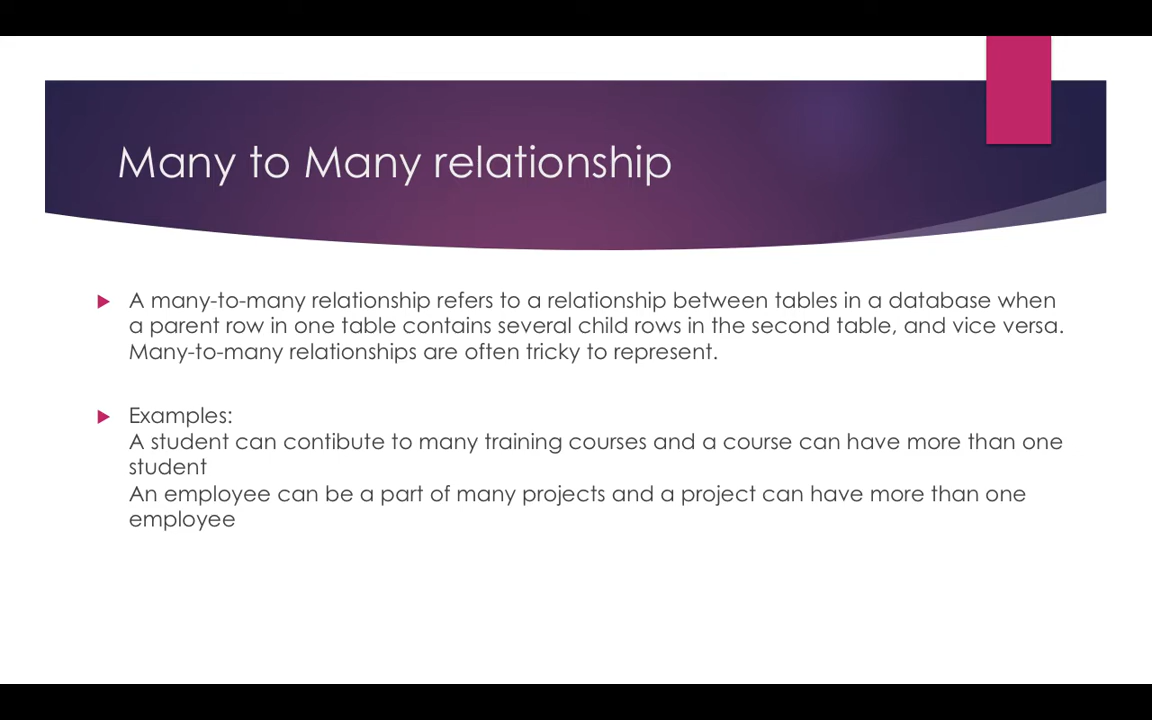 Many to Many relationship
A many-to-many relationship refers to a relationship between tables in a database when
a parent row in one table contains several child rows in the second table, and vice versa.
Many-to-many relationships are often tricky to represent.
Examples:
A student can contibute to many training courses and a course can have more than one
student
An employee can be a part of many projects and a project can have more than one
employee